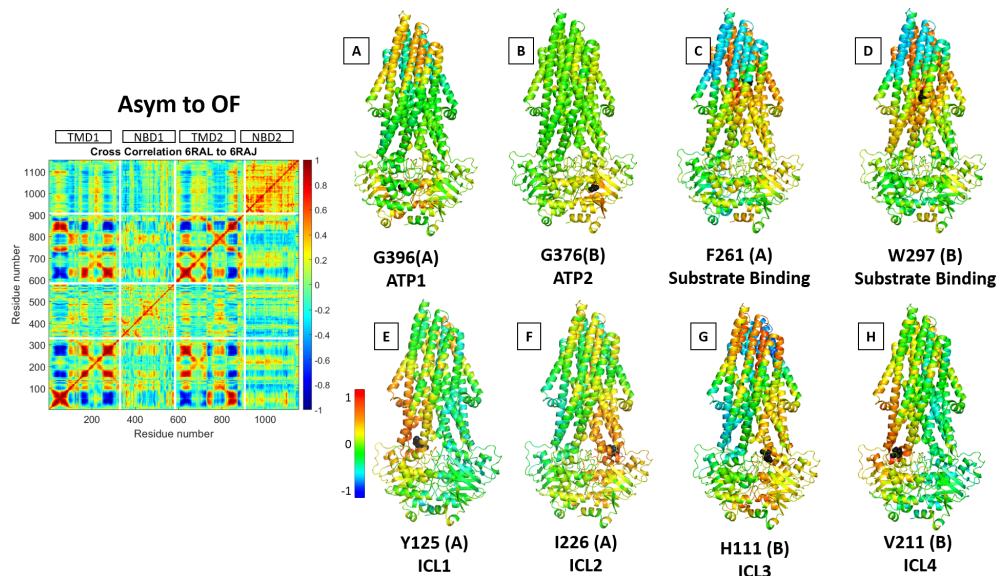 Asym to OF
TMD1 NBD1 TMD2 NBD2
Cross Correlation 6RAL to 6RAJ
1100
1000
900
800
700
600
500
400
300
200
100
Residue number
200 400 600 800 1000
Residue number
1
0.8
0.6
0.4
0.2
0
-0.2
-0.4
-0.6
-0.8
-1
A
G396(A)
ATP1
B
G376(B)
ATP2
C
F261 (A)
Substrate Binding
D
W297 (B)
Substrate Binding
1
0
-1
E
Y125 (A)
ICL1
F
I226 (A)
ICL2
G
H111 (B)
ICL3
H
V211 (B)
ICL4